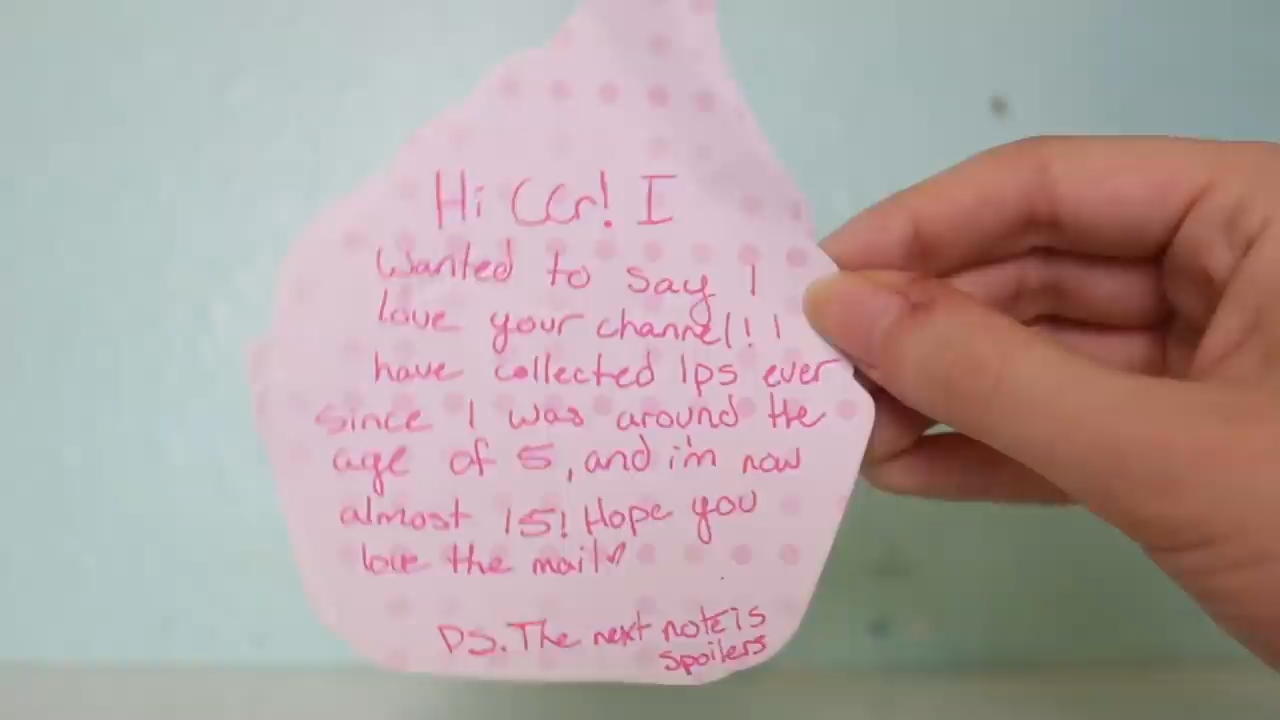 Hi CCr! I
Wanted to say I
love your channel! I
have collected lps ever
since I was around the
age of 5, and i'm now
almost 15! Hope you
love the mail♡
PS. The next note is
spoilers